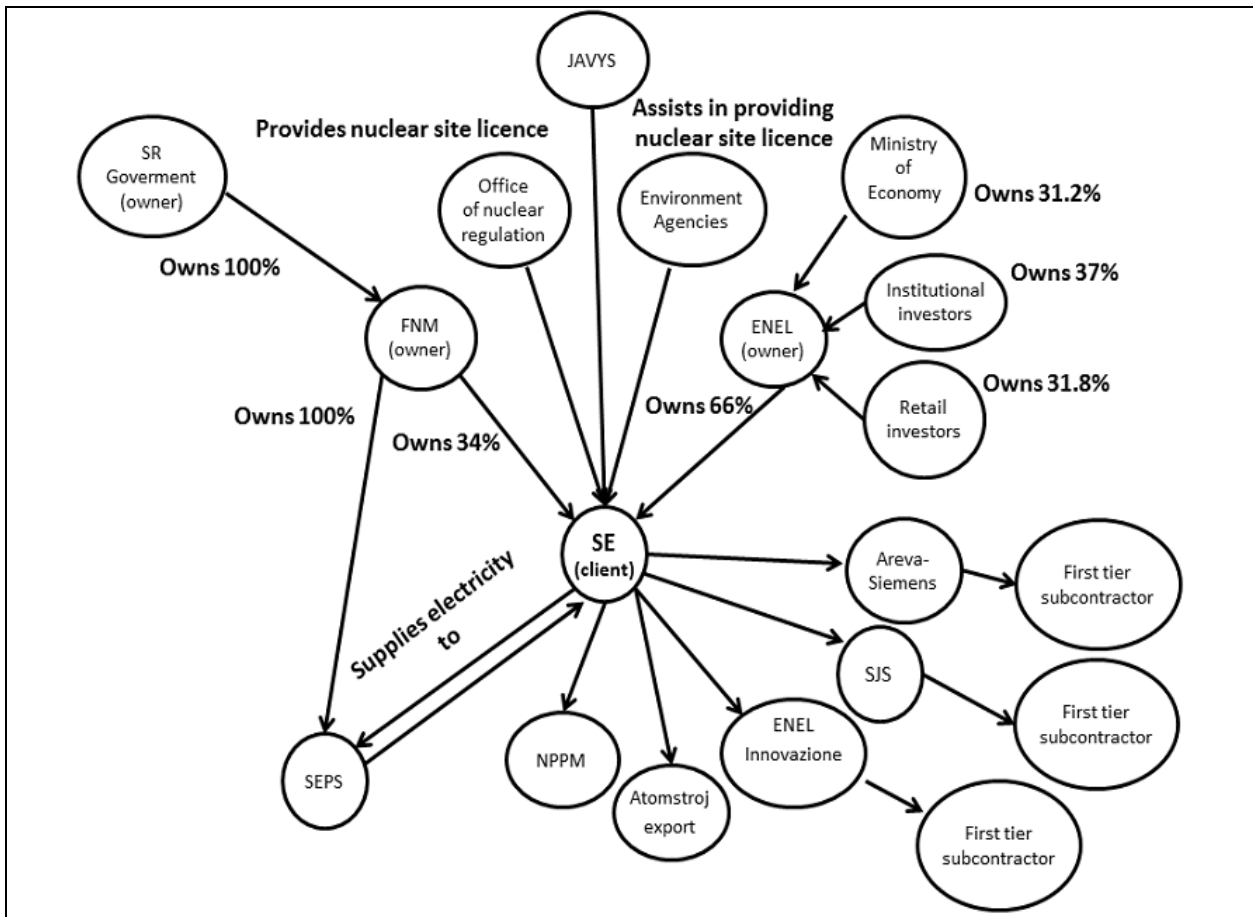 JAVYS
Provides nuclear site licence
Assists in providing
nuclear site licence
SR
Goverment
(owner)
Office
of nuclear
regulation
Environment
Agencies
Ministry
of
Economy
Owns 31.2%
Owns 100%
Owns 37%
FNM
(owner)
ENEL
(owner)
Institutional
investors
Owns 31.8%
Owns 100%
Owns 34%
Owns 66%
Retail
investors
SE
(client)
Areva-
Siemens
First tier
subcontractor
Supplies electricity
to
SJS
First tier
subcontractor
SEPS
NPPM
Atomstroj
export
ENEL
Innovazione
First tier
subcontractor